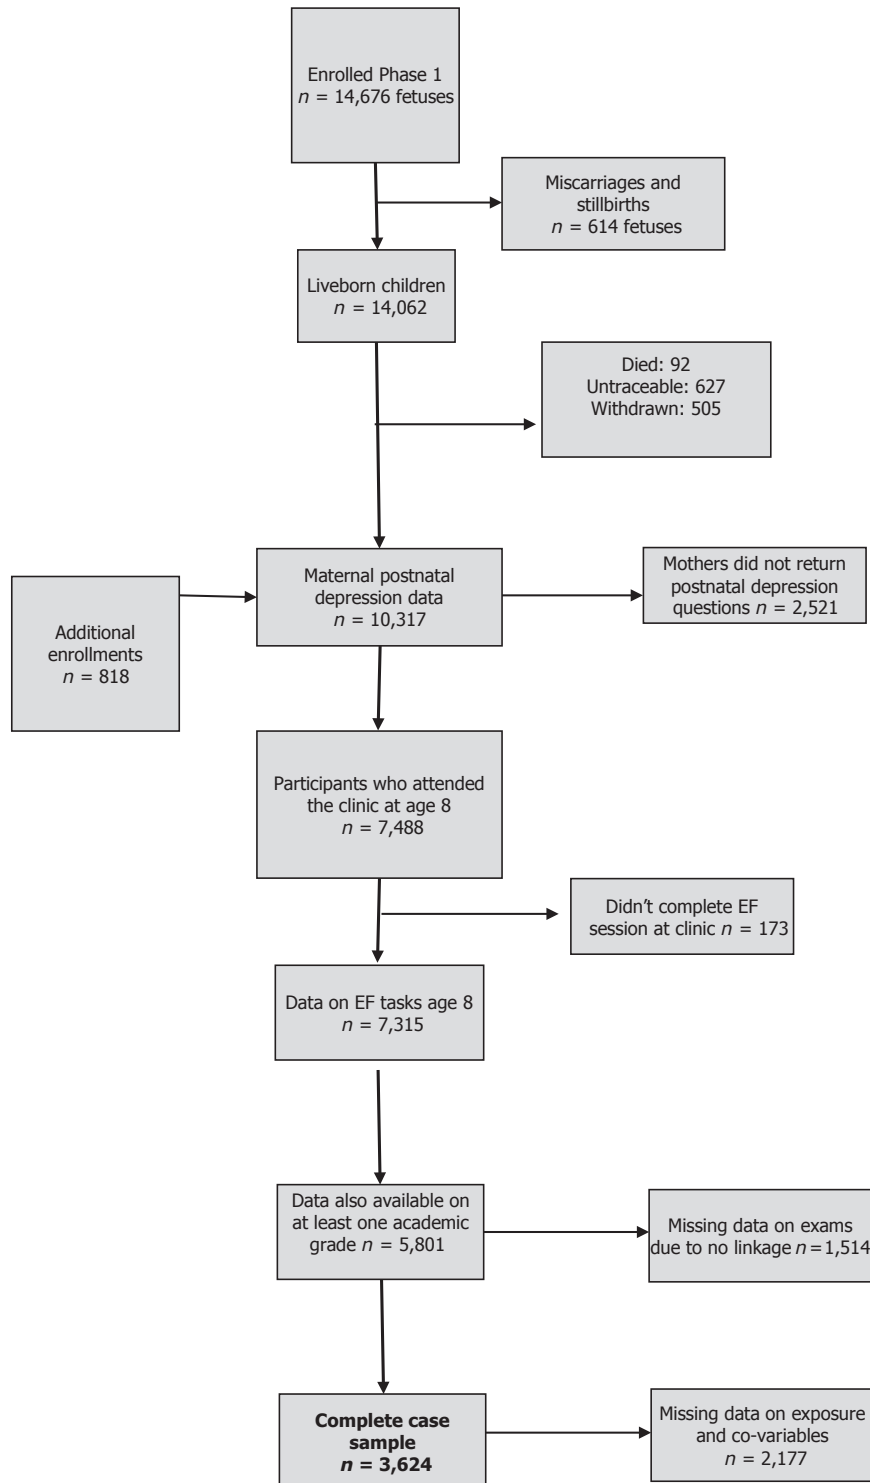 Enrolled Phase 1
n = 14,676 fetuses
Miscarriages and
stillbirths
n = 614 fetuses
Liveborn children
n = 14,062
Died: 92
Untraceable: 627
Withdrawn: 505
Maternal postnatal
depression data
n = 10,317
Mothers did not return
postnatal depression
questions n = 2,521
Additional
enrollments
n = 818
Participants who attended
the clinic at age 8
n = 7,488
Didn’t complete EF
session at clinic n = 173
Data on EF tasks age 8
n = 7,315
Data also available on
at least one academic
grade n = 5,801
Missing data on exams
due to no linkage n = 1,514
Complete case
sample
n = 3,624
Missing data on exposure
and co-variables
n = 2,177